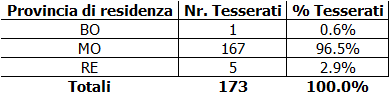 Provincia di residenza Nr. Tesserati % Tesserati
BO 1 0.6%
MO 167 96.5%
RE 5 2.9%
Totali 173 100.0%